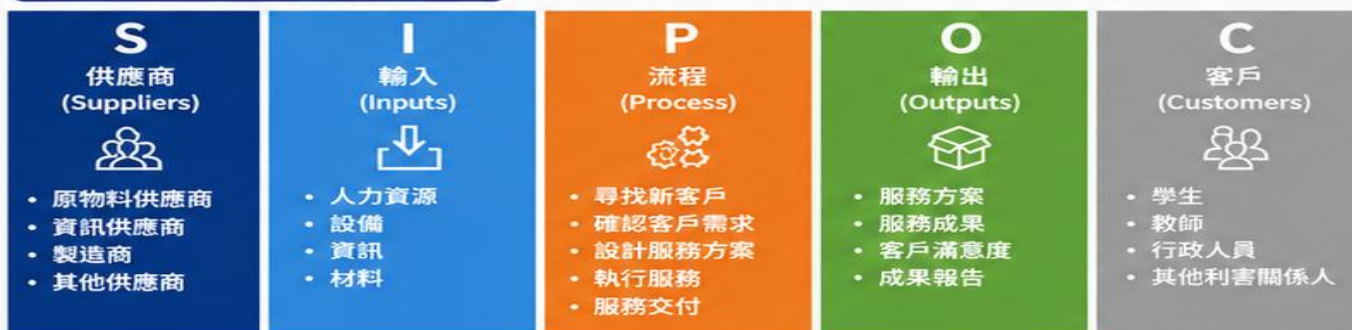 S
供應商
(Suppliers)
• 原物料供應商
• 資訊供應商
• 製造商
• 其他供應商
I
輸入
(Inputs)
• 人力資源
• 設備
• 資訊
• 材料
P
流程
(Process)
• 尋找新客戶
• 確認客戶需求
• 設計服務方案
• 執行服務
• 服務交付
O
輸出
(Outputs)
• 服務方案
• 服務成果
• 客戶滿意度
• 成果報告
C
客戶
(Customers)
• 學生
• 教師
• 行政人員
• 其他利害關係人